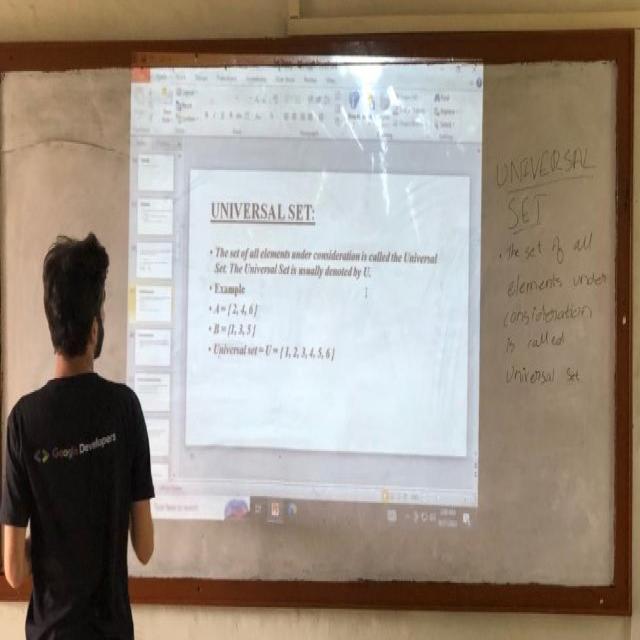 UNIVERSAL SET:
• The set of all elements under consideration is called the Universal
Set. The Universal Set is usually denoted by U.
• Example
• A = { 2, 4, 6 }
• B = {1, 3, 5 }
• Universal set = U = { 1, 2, 3, 4, 5, 6 }
UNIVERSAL
SET
• the set of all
elements under
consideration
is called
Universal set
Google Developers